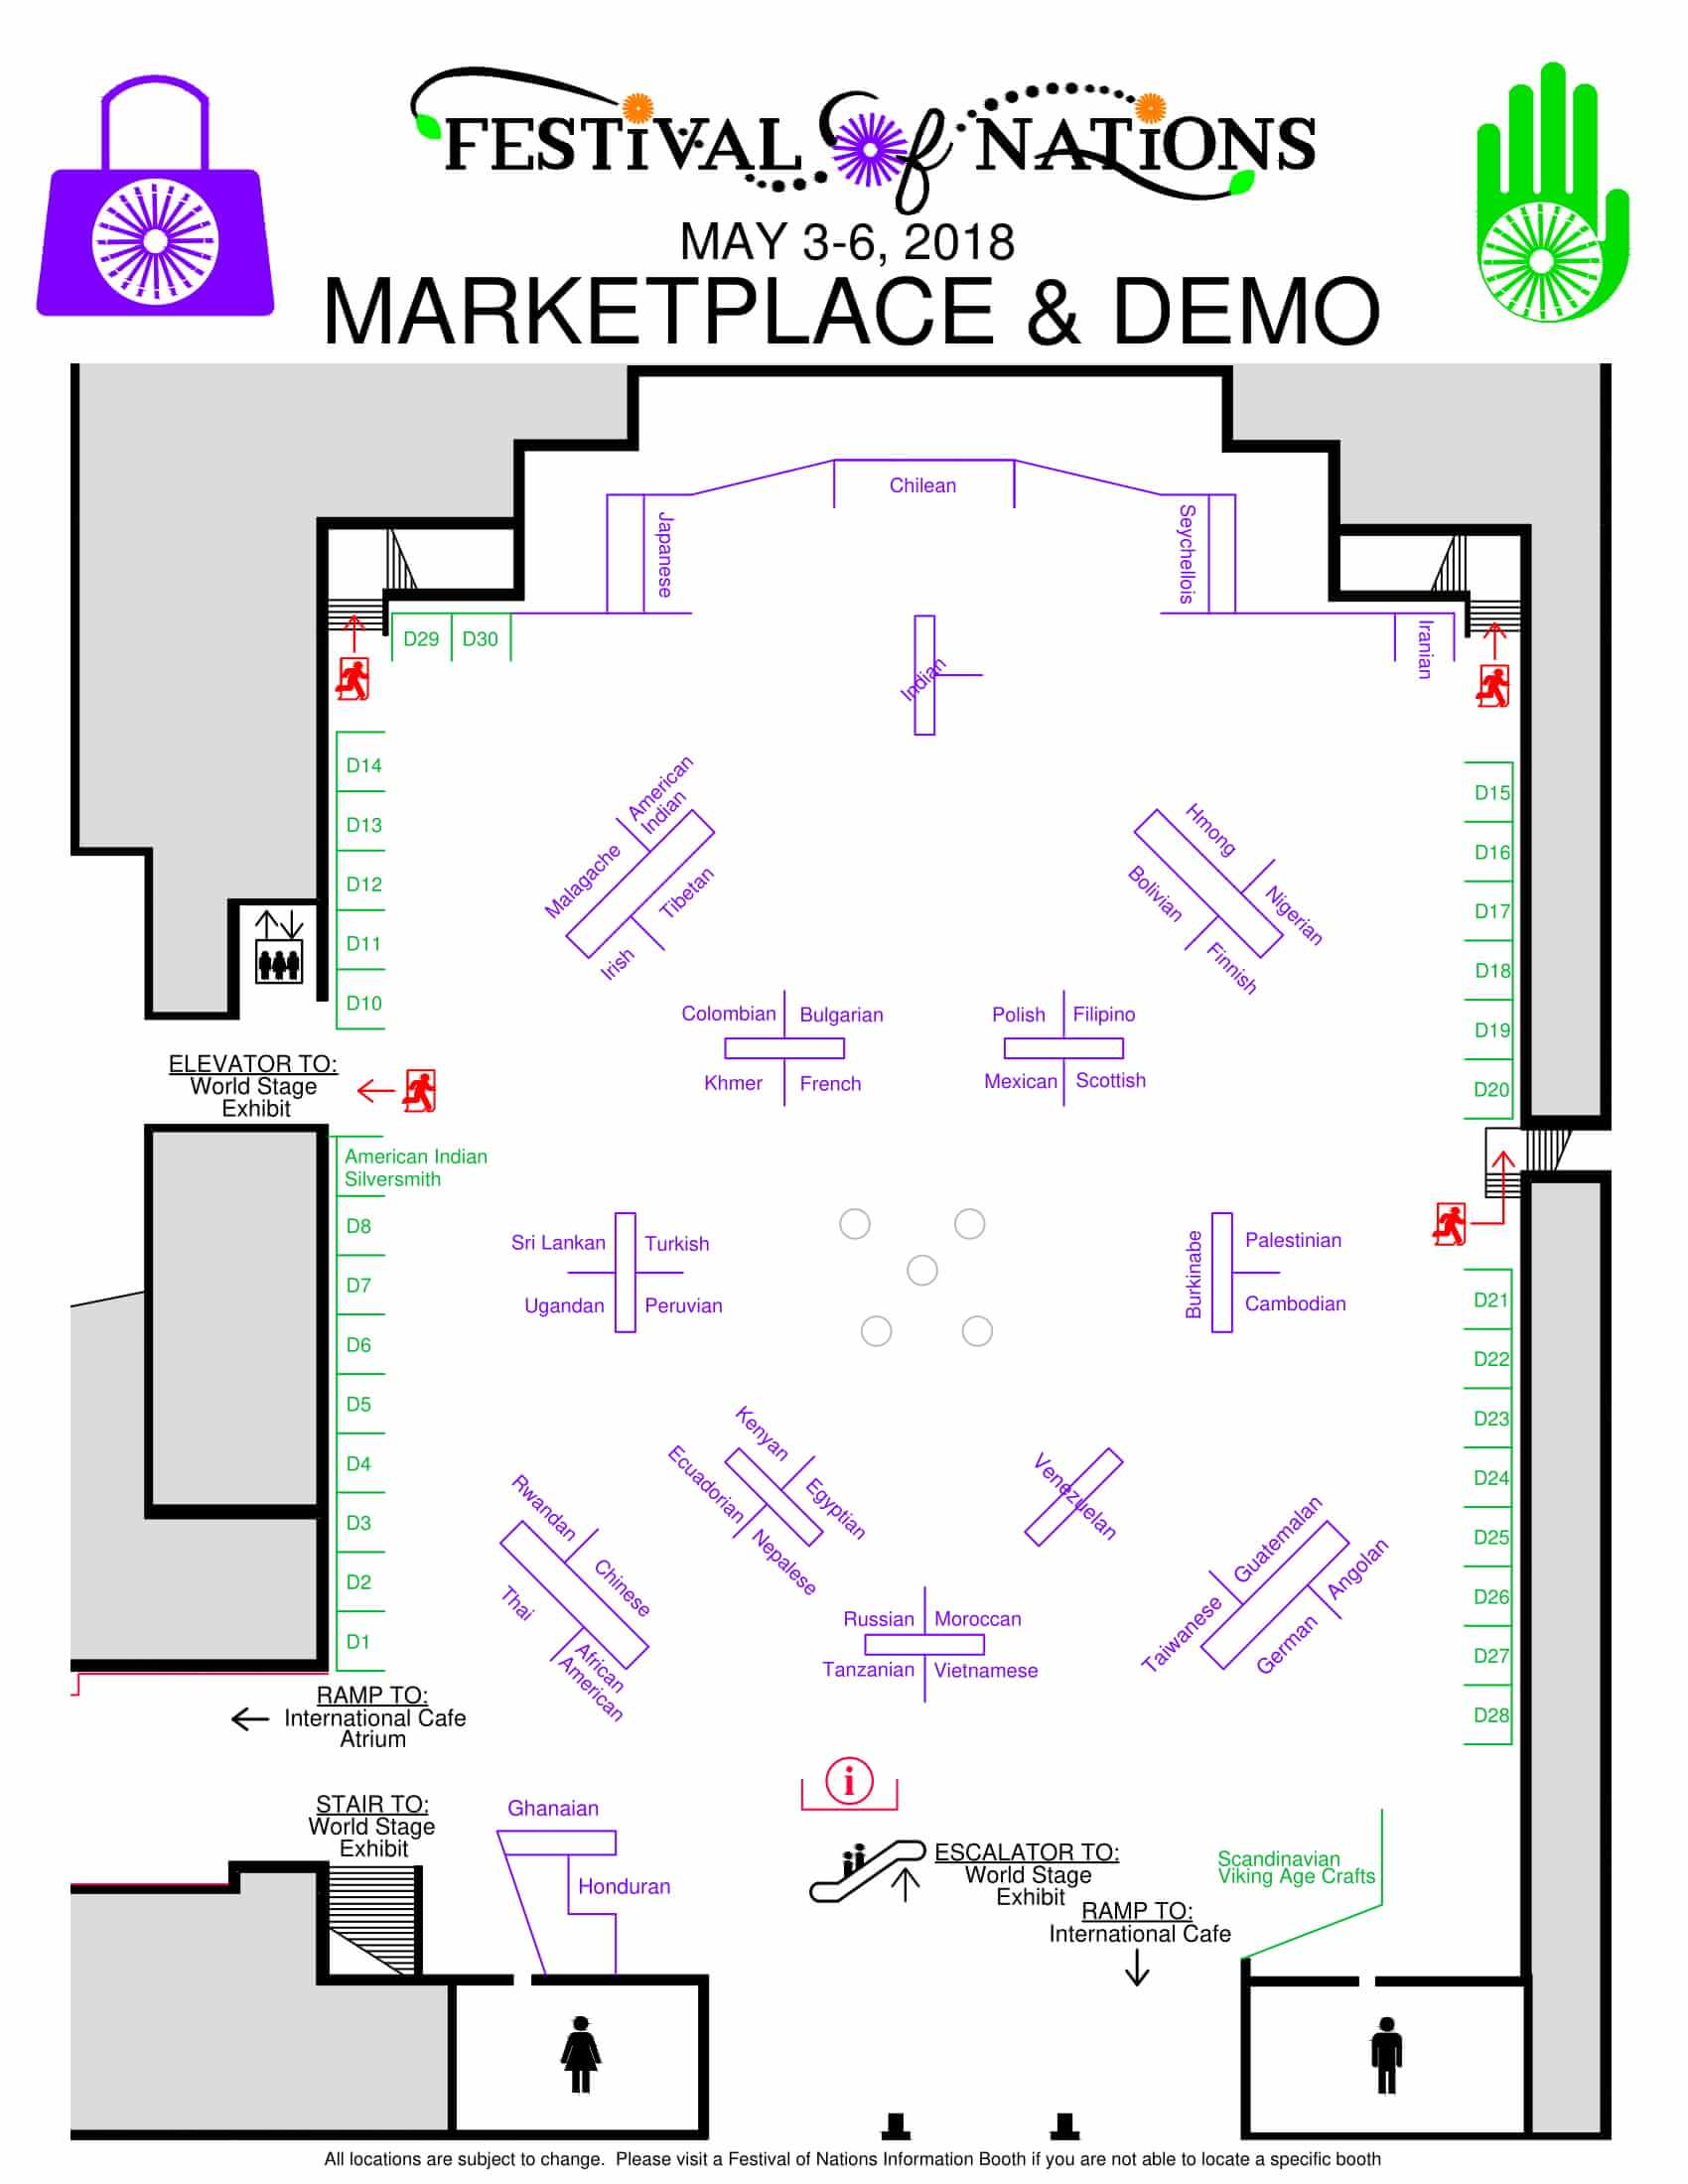 FESTiVAL Of NATiONS
MAY 3-6, 2018
MARKETPLACE & DEMO
Chilean
Japanese
Seychellois
D29
D30
Indian
Iranian
D14
D13
D12
D11
D10
American
Indian
Malagache
Tibetan
Irish
Hmong
Nigerian
Bolivian
Finnish
D15
D16
D17
D18
D19
D20
Colombian
Bulgarian
Khmer
French
Polish
Filipino
Mexican
Scottish
ELEVATOR TO:
World Stage
Exhibit
American Indian
Silversmith
D8
D7
D6
D5
D4
D3
D2
D1
Sri Lankan
Turkish
Ugandan
Peruvian
Burkinabe
Palestinian
Cambodian
D21
D22
D23
D24
D25
D26
D27
D28
Kenyan
Egyptian
Ecuadorian
Nepalese
Venezuelan
Rwandan
Chinese
Thai
African
American
Guatemalan
Angolan
Taiwanese
German
Russian
Moroccan
Tanzanian
Vietnamese
RAMP TO:
International Cafe
Atrium
i
STAIR TO:
World Stage
Exhibit
Ghanaian
Honduran
ESCALATOR TO:
World Stage
Exhibit
RAMP TO:
International Cafe
Scandinavian
Viking Age Crafts
All locations are subject to change. Please visit a Festival of Nations Information Booth if you are not able to locate a specific booth